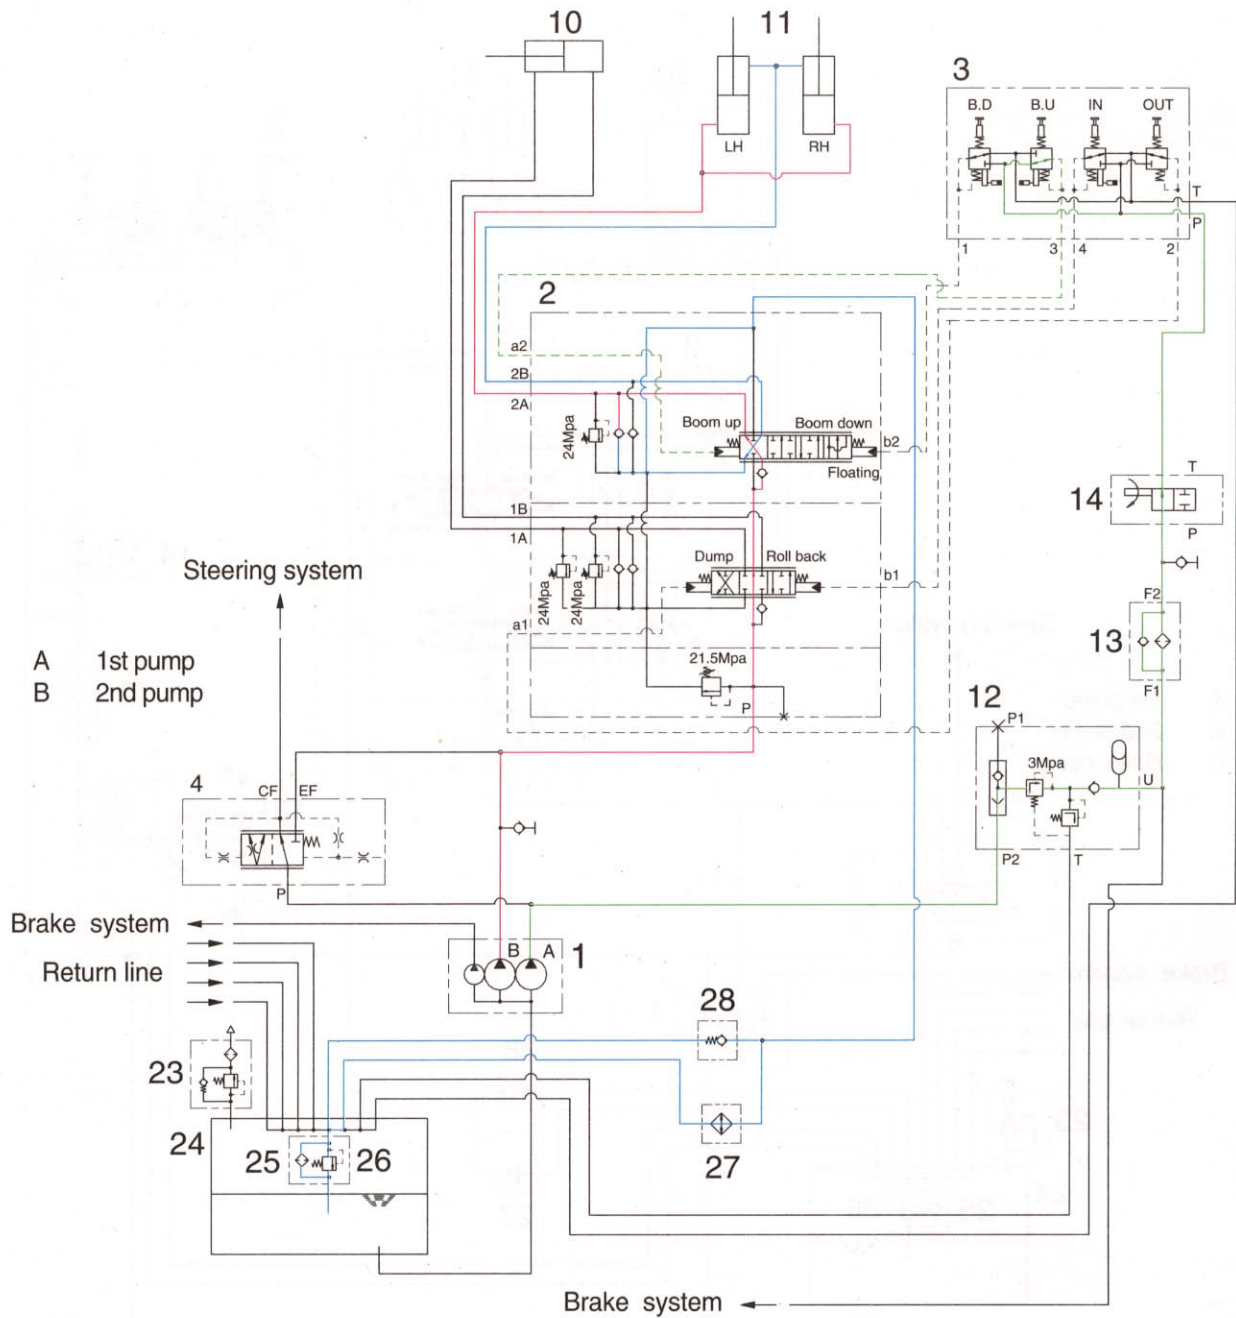 10
11
3
B.D B.U IN OUT
LH RH
T
P
1 3 4 2
2
a2
2B
2A
24Mpa
Boom up Boom down
b2
Floating
T
14
P
1B
1A
Dump Roll back
b1
24Mpa
24Mpa
a1
Steering system
F2
13
F1
A 1st pump
B 2nd pump
21.5Mpa
P
12
P1
3Mpa
U
P2 T
4
CF EF
P
Brake system
Return line
B A
1
28
23
24
25 26
27
Brake system